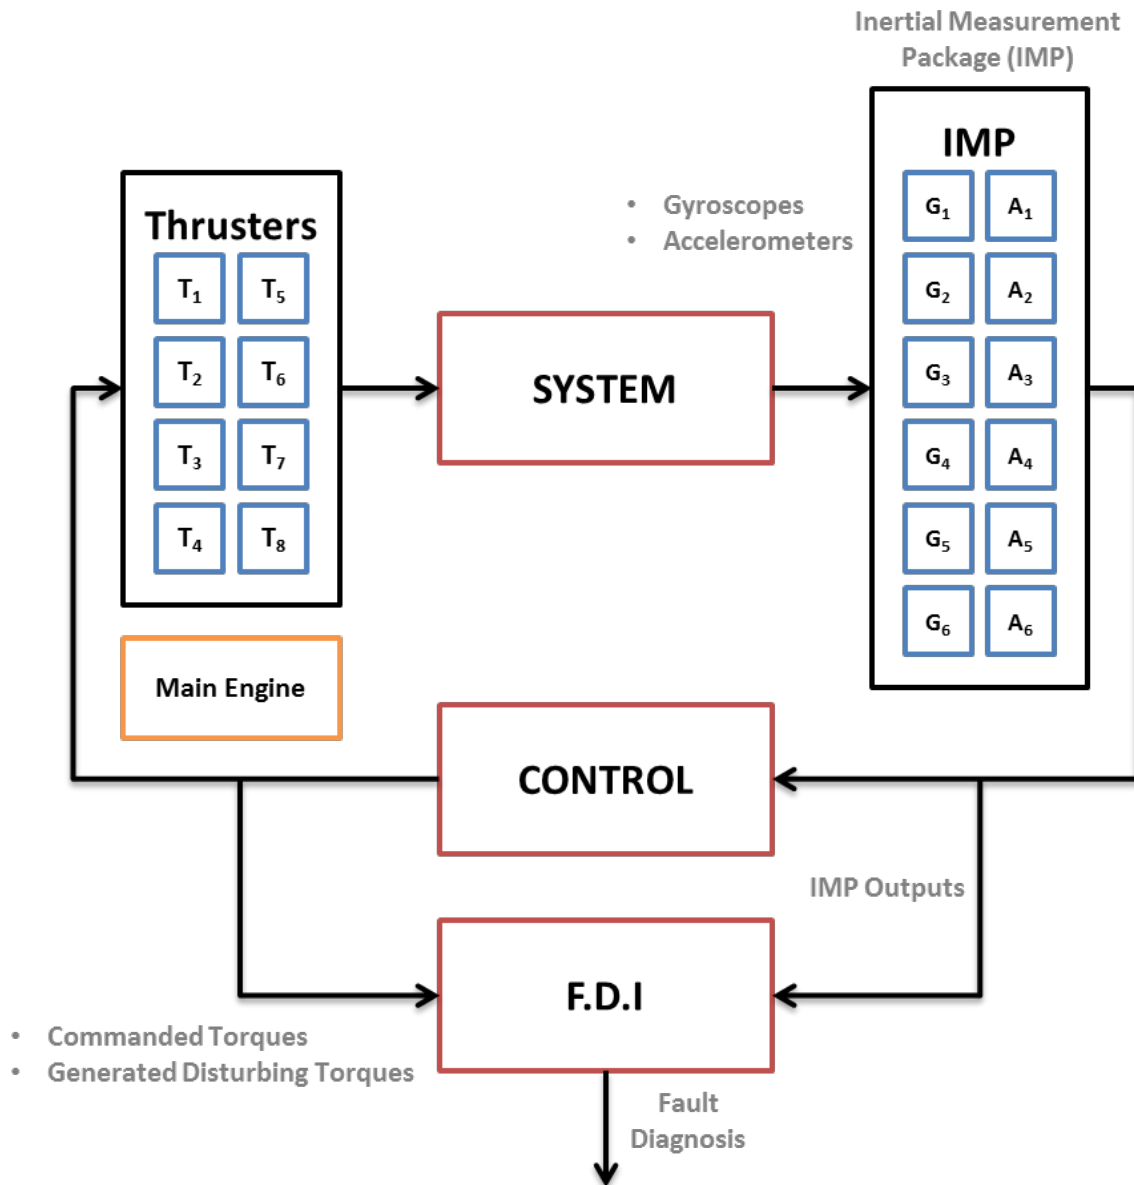 Inertial Measurement
Package (IMP)
IMP
G1 A1
G2 A2
G3 A3
G4 A4
G5 A5
G6 A6
Thrusters
T1 T5
T2 T6
T3 T7
T4 T8
• Gyroscopes
• Accelerometers
SYSTEM
Main Engine
CONTROL
IMP Outputs
F.D.I
• Commanded Torques
• Generated Disturbing Torques
Fault
Diagnosis